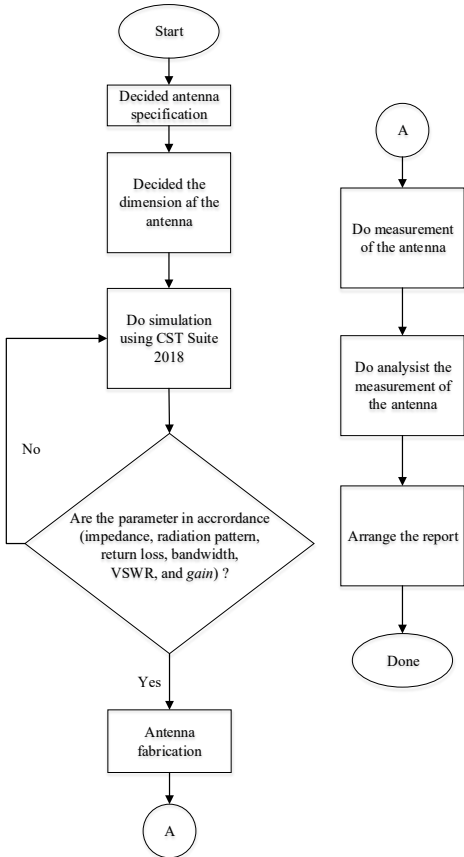 Start
Decided antenna
specification
Decided the
dimension af the
antenna
Do simulation
using CST Suite
2018
No
Are the parameter in accrordance
(impedance, radiation pattern,
return loss, bandwidth,
VSWR, and gain) ?
Yes
Antenna
fabrication
A
A
Do measurement
of the antenna
Do analysist the
measurement of
the antenna
Arrange the report
Done